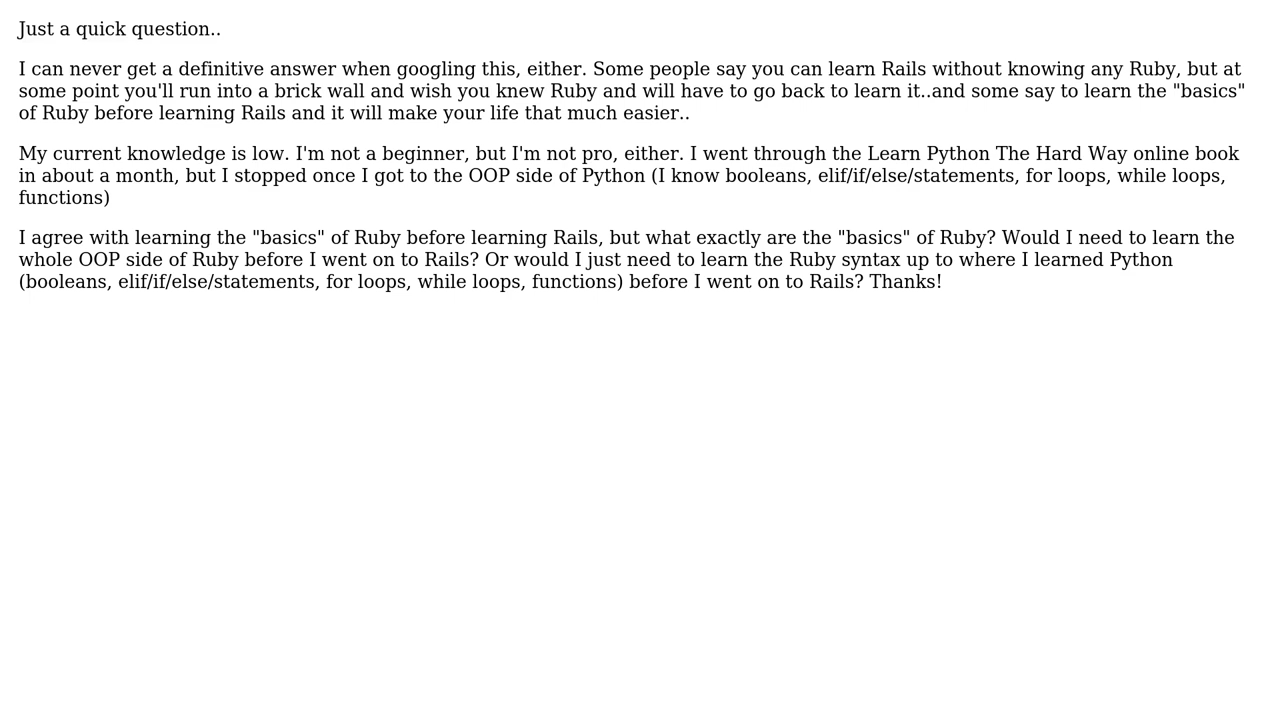 Just a quick question..
I can never get a definitive answer when googling this, either. Some people say you can learn Rails without knowing any Ruby, but at
some point you'll run into a brick wall and wish you knew Ruby and will have to go back to learn it..and some say to learn the "basics"
of Ruby before learning Rails and it will make your life that much easier..
My current knowledge is low. I'm not a beginner, but I'm not pro, either. I went through the Learn Python The Hard Way online book
in about a month, but I stopped once I got to the OOP side of Python (I know booleans, elif/if/else/statements, for loops, while loops,
functions)
I agree with learning the "basics" of Ruby before learning Rails, but what exactly are the "basics" of Ruby? Would I need to learn the
whole OOP side of Ruby before I went on to Rails? Or would I just need to learn the Ruby syntax up to where I learned Python
(booleans, elif/if/else/statements, for loops, while loops, functions) before I went on to Rails? Thanks!